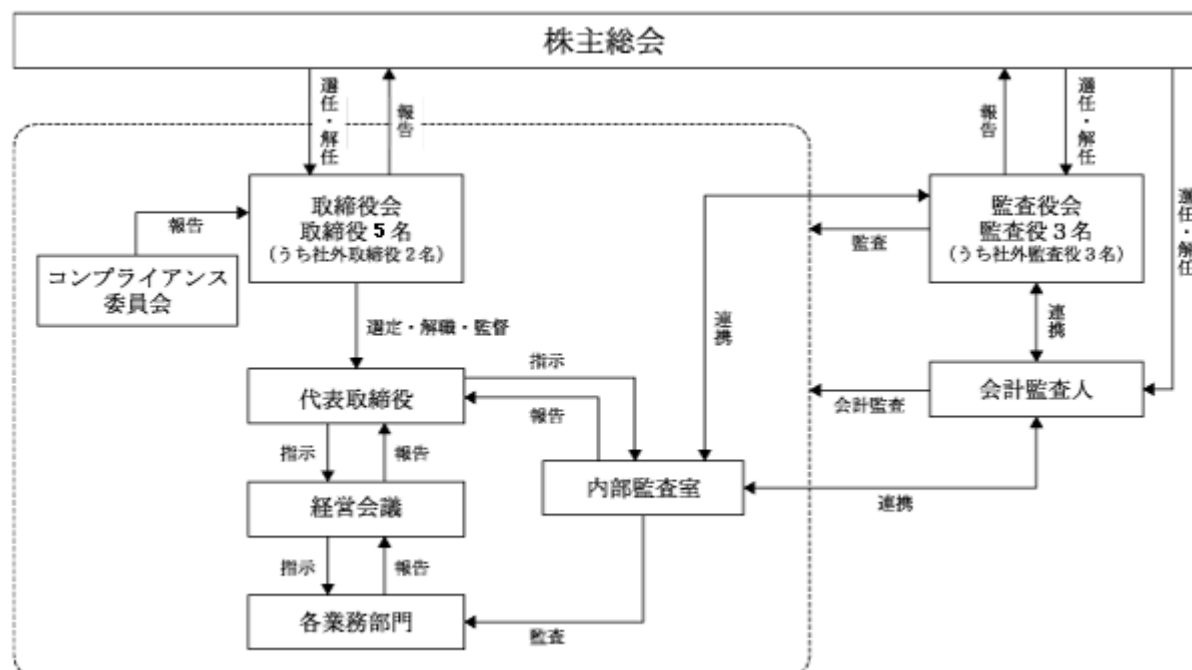 株主総会
選任・解任
報告
報告
選任・解任
選任・解任
取締役会
取締役5名
(うち社外取締役2名)
監査役会
監査役3名
(うち社外監査役3名)
報告
監査
コンプライアンス
委員会
連携
連携
選定・解職・監督
指示
代表取締役
会計監査人
報告
会計監査
指示
報告
内部監査室
経営会議
連携
指示
報告
各業務部門
監査